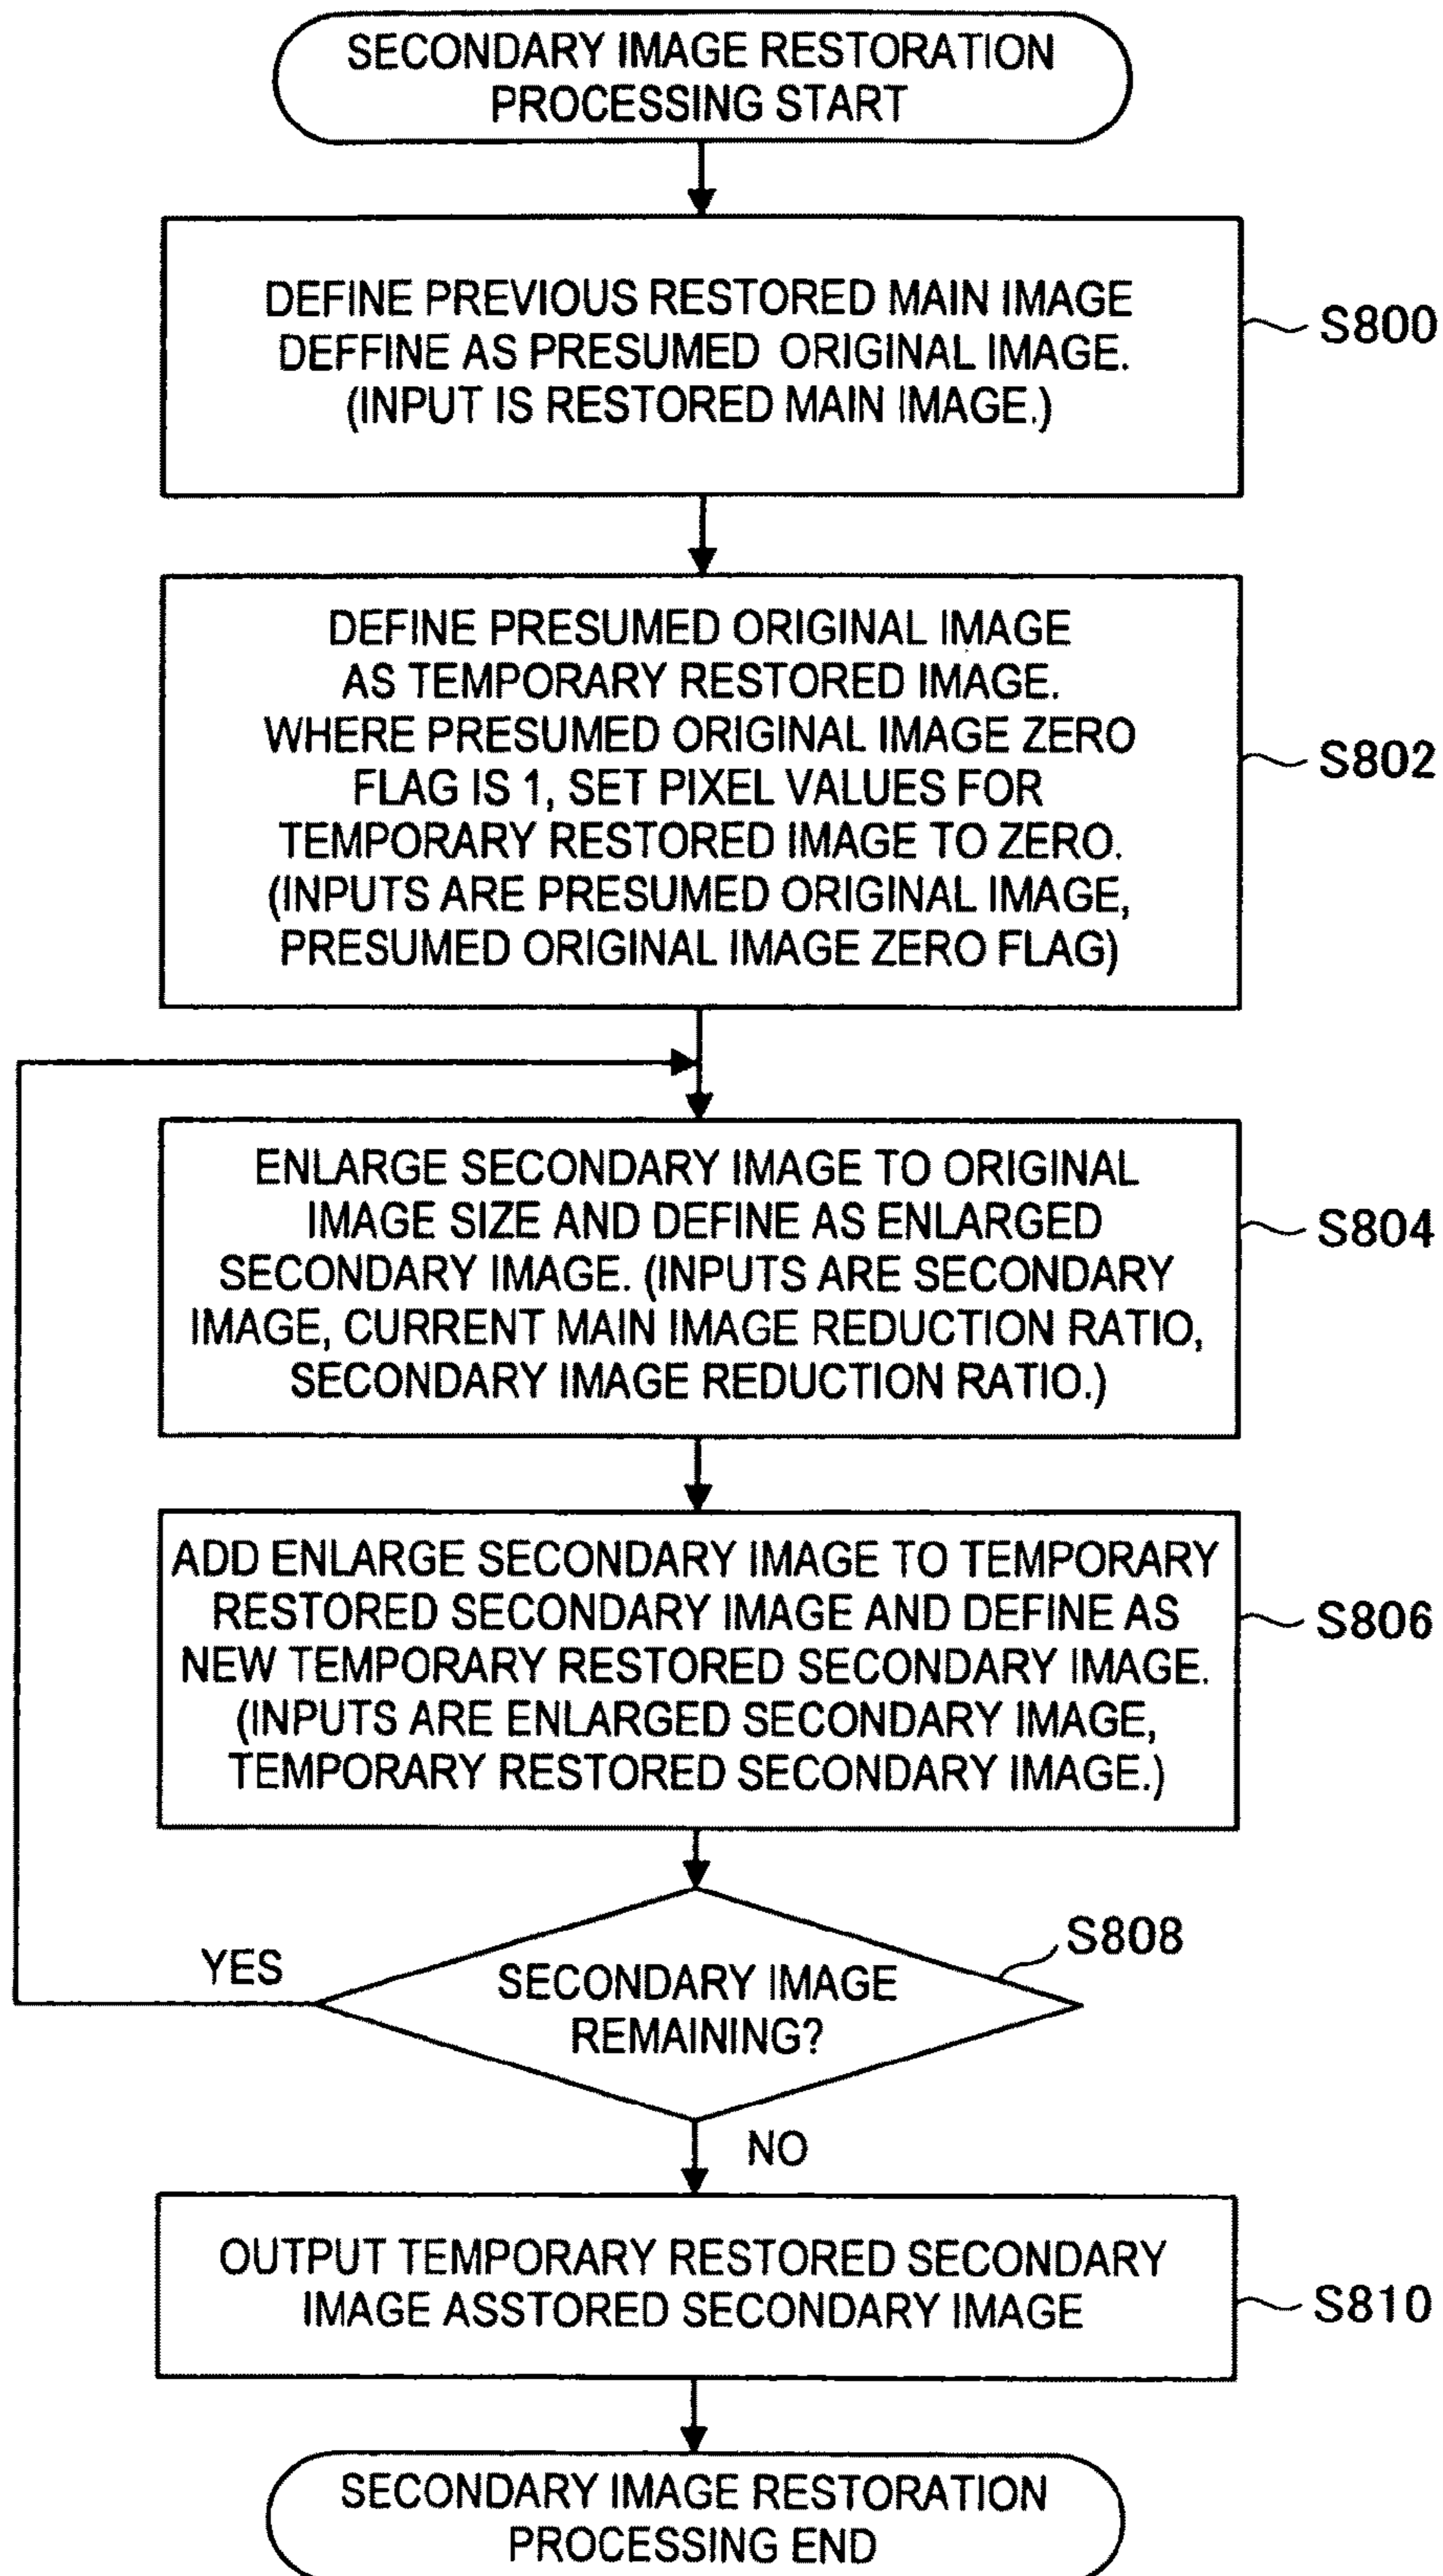 SECONDARY IMAGE RESTORATION
PROCESSING START
DEFINE PREVIOUS RESTORED MAIN IMAGE
DEFFINE AS PRESUMED ORIGINAL IMAGE.
(INPUT IS RESTORED MAIN IMAGE.)
S800
DEFINE PRESUMED ORIGINAL IMAGE
AS TEMPORARY RESTORED IMAGE.
WHERE PRESUMED ORIGINAL IMAGE ZERO
FLAG IS 1, SET PIXEL VALUES FOR
TEMPORARY RESTORED IMAGE TO ZERO.
(INPUTS ARE PRESUMED ORIGINAL IMAGE,
PRESUMED ORIGINAL IMAGE ZERO FLAG)
S802
ENLARGE SECONDARY IMAGE TO ORIGINAL
IMAGE SIZE AND DEFINE AS ENLARGED
SECONDARY IMAGE. (INPUTS ARE SECONDARY
IMAGE, CURRENT MAIN IMAGE REDUCTION RATIO,
SECONDARY IMAGE REDUCTION RATIO.)
S804
ADD ENLARGE SECONDARY IMAGE TO TEMPORARY
RESTORED SECONDARY IMAGE AND DEFINE AS
NEW TEMPORARY RESTORED SECONDARY IMAGE.
(INPUTS ARE ENLARGED SECONDARY IMAGE,
TEMPORARY RESTORED SECONDARY IMAGE.)
S806
S808
YES
SECONDARY IMAGE
REMAINING?
NO
OUTPUT TEMPORARY RESTORED SECONDARY
IMAGE ASSTORED SECONDARY IMAGE
S810
SECONDARY IMAGE RESTORATION
PROCESSING END